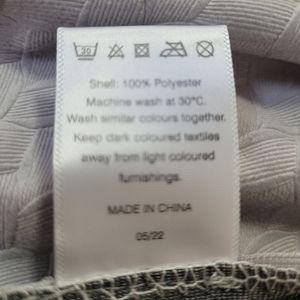 30
Shell: 100% Polyester
Machine wash at 30°C.
Wash similar colours together.
Keep dark coloured textiles
away from light coloured
furnishings.
MADE IN CHINA
05/22